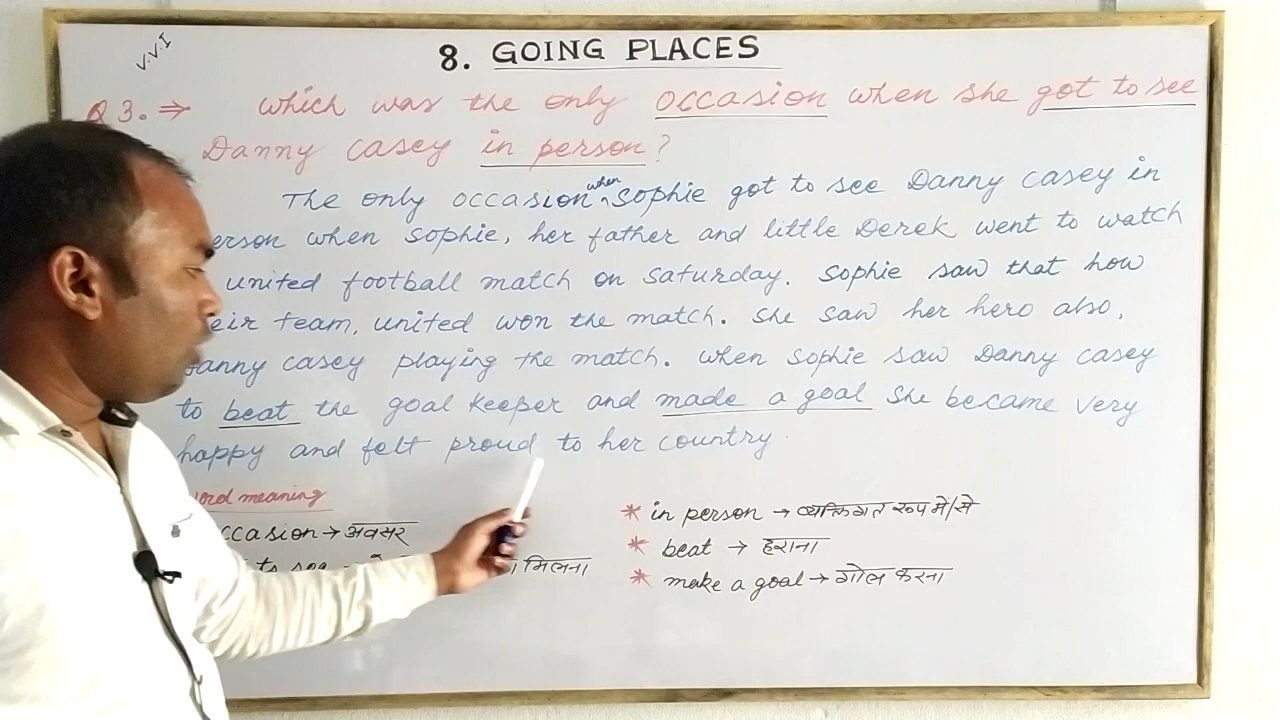 V.V.I
8. GOING PLACES
Q 3. ⇒ which was the only occasion when she got to see
Danny casey in person?
The only occasion when sophie got to see Danny casey in
erson when sophie, her father and little Derek went to watch
united football match on saturday. sophie saw that how
eir team, united won the match. she saw her hero also,
anny casey playing the match. when sophie saw Danny casey
to beat the goal keeper and made a goal she became very
happy and felt proud to her country.
word meaning
ccasion → अवसर
to see मिलना
* in person → व्यक्तिगत रूप में/से
* beat → हराना
* make a goal → गोल करना